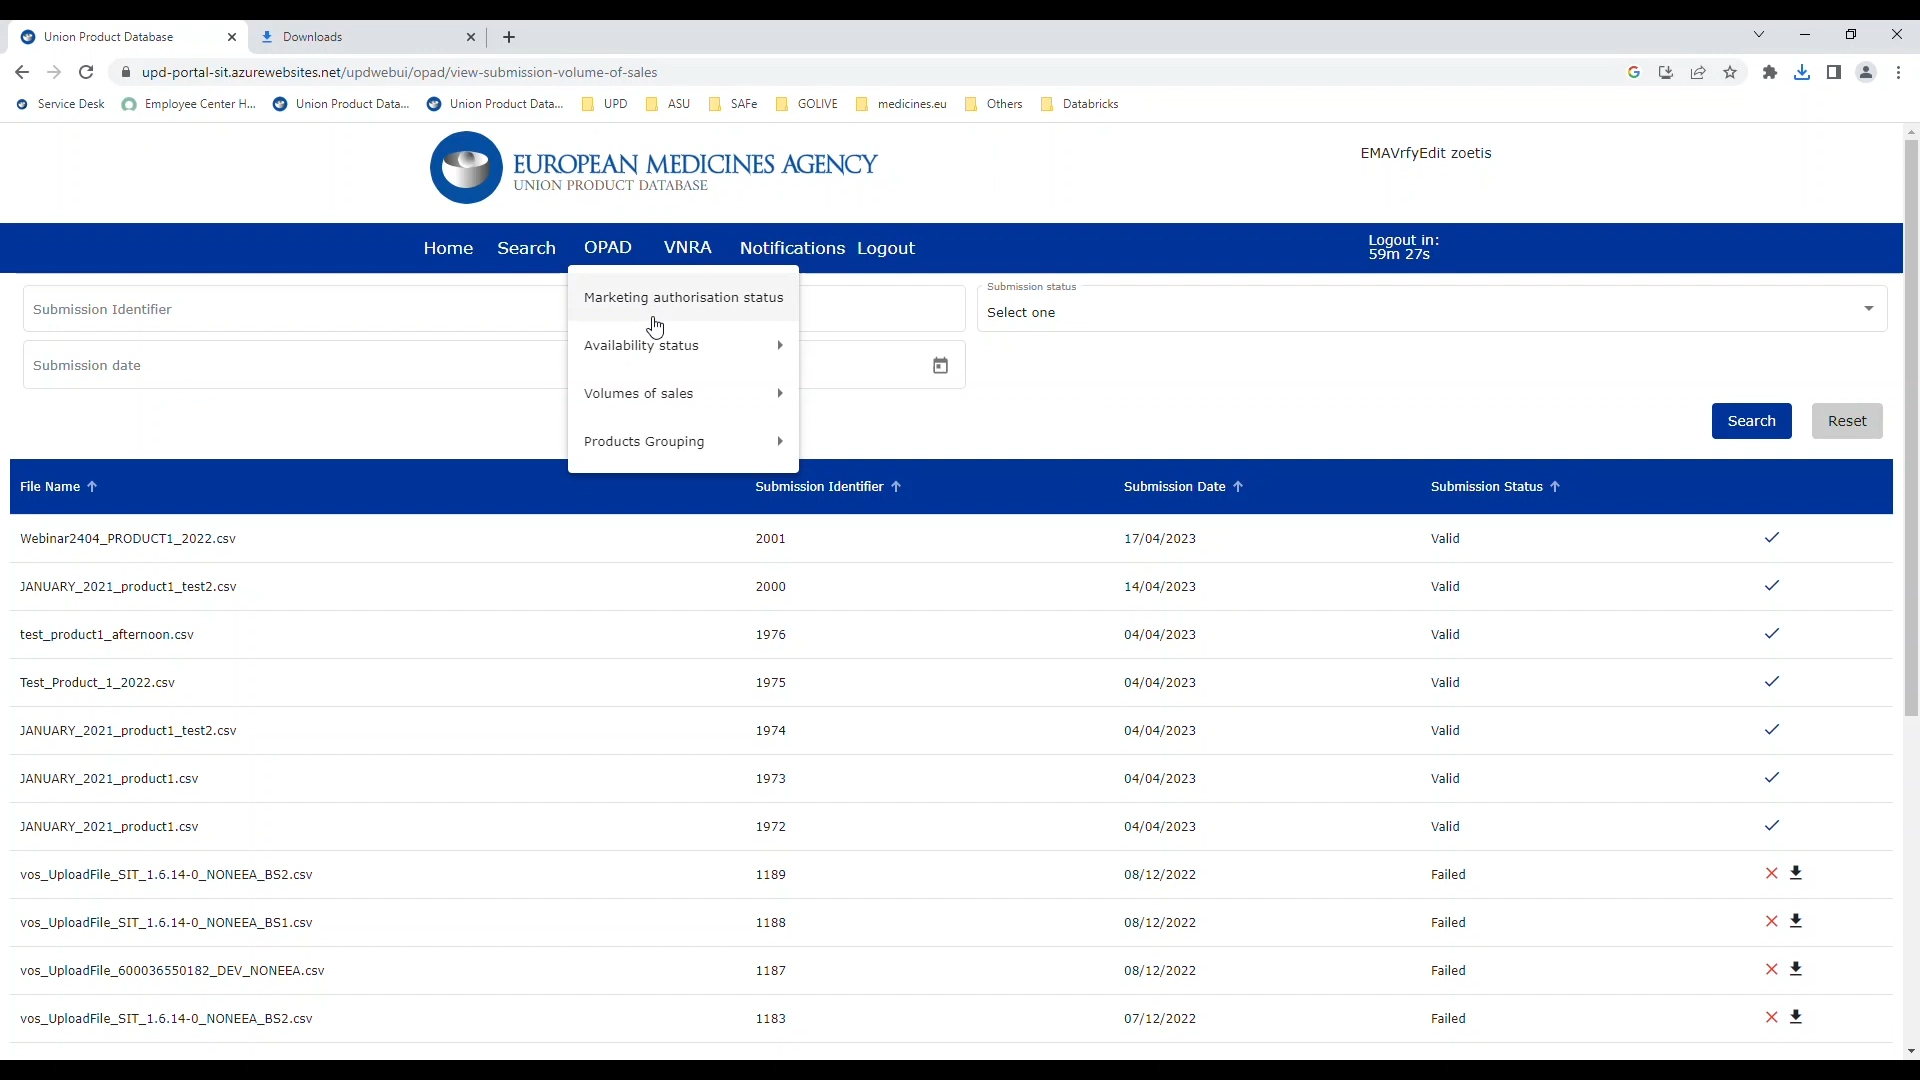 Union Product Database
Downloads
upd-portal-sit.azurewebsites.net/updwebui/opad/view-submission-volume-of-sales
Service Desk
Employee Center H...
Union Product Data...
Union Product Data...
UPD
ASU
SAFe
GOLIVE
medicines.eu
Others
Databricks
EUROPEAN MEDICINES AGENCY
UNION PRODUCT DATABASE
EMAVrfyEdit zoetis
Home Search OPAD VNRA Notifications Logout
Logout in:
59m 27s
Marketing authorisation status
Availability status
Volumes of sales
Products Grouping
Submission Identifier
Submission status
Select one
Submission date
Search
Reset
File Name Submission Identifier Submission Date Submission Status
Webinar2404_PRODUCT1_2022.csv 2001 17/04/2023 Valid
JANUARY_2021_product1_test2.csv 2000 14/04/2023 Valid
test_product1_afternoon.csv 1976 04/04/2023 Valid
Test_Product_1_2022.csv 1975 04/04/2023 Valid
JANUARY_2021_product1_test2.csv 1974 04/04/2023 Valid
JANUARY_2021_product1.csv 1973 04/04/2023 Valid
JANUARY_2021_product1.csv 1972 04/04/2023 Valid
vos_UploadFile_SIT_1.6.14-0_NONEEA_BS2.csv 1189 08/12/2022 Failed
vos_UploadFile_SIT_1.6.14-0_NONEEA_BS1.csv 1188 08/12/2022 Failed
vos_UploadFile_600036550182_DEV_NONEEA.csv 1187 08/12/2022 Failed
vos_UploadFile_SIT_1.6.14-0_NONEEA_BS2.csv 1183 07/12/2022 Failed